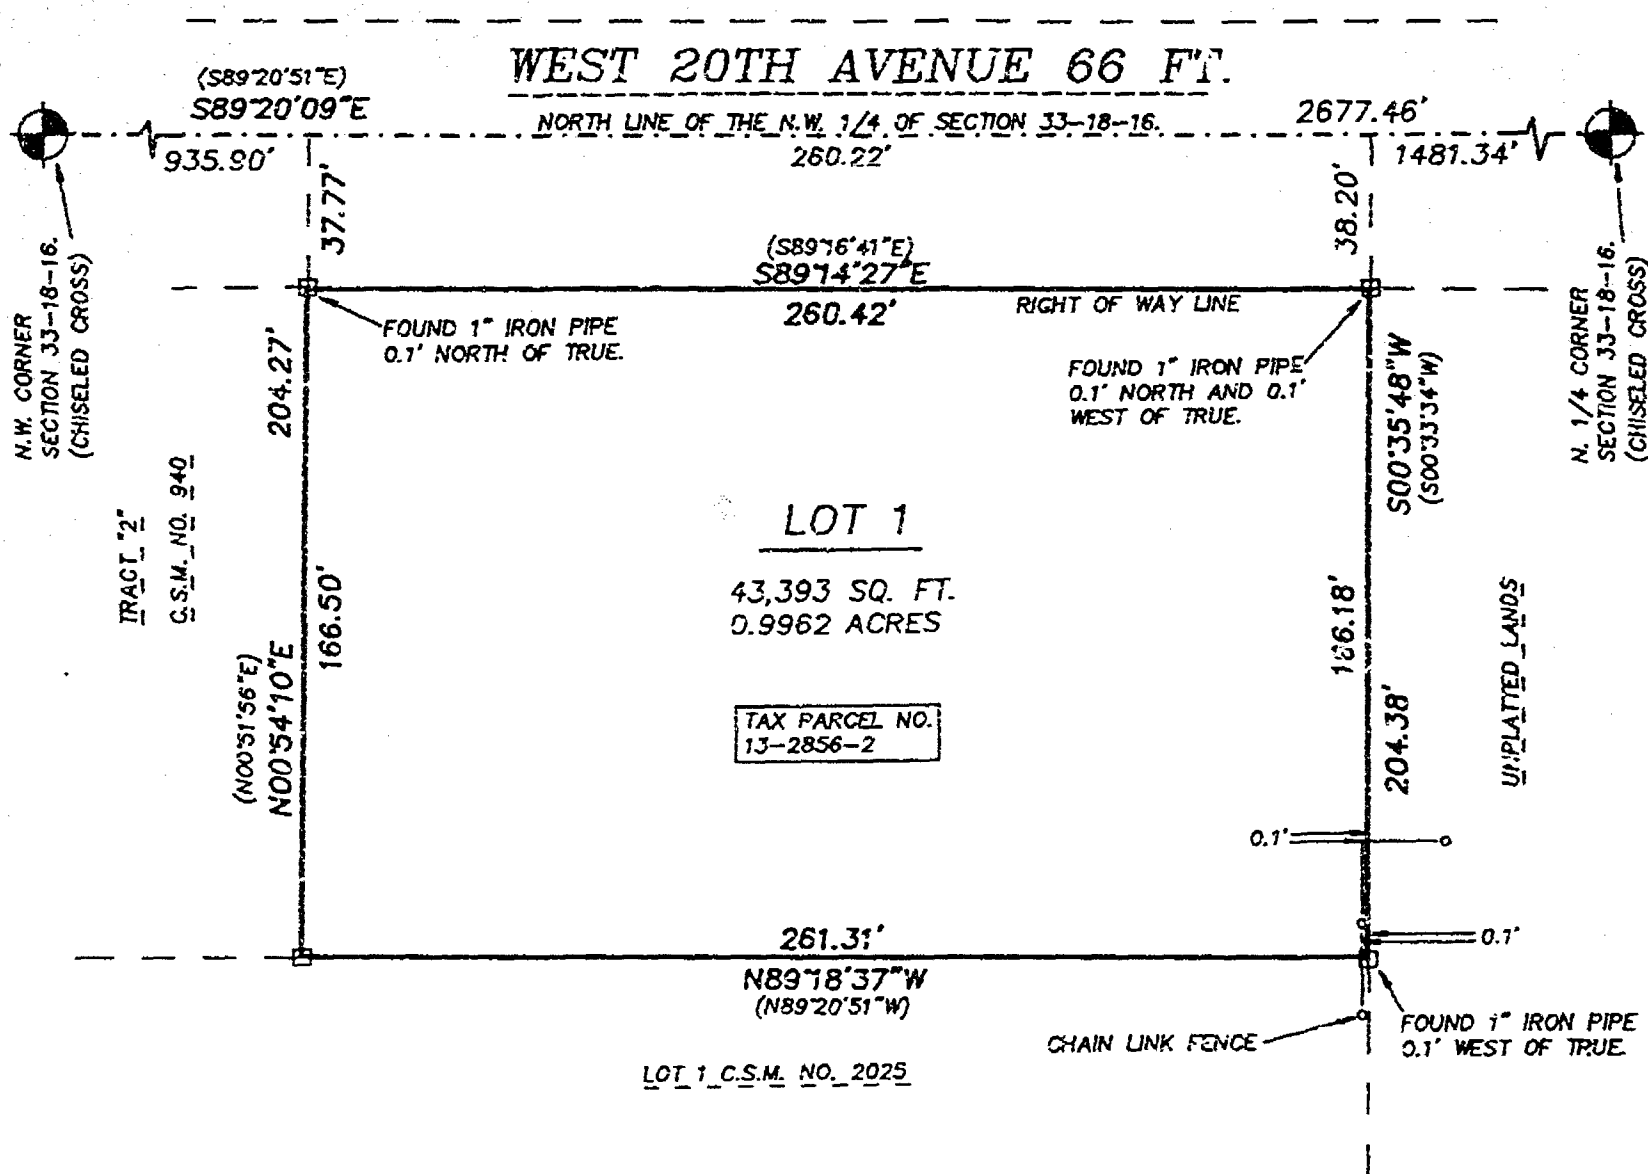 WEST 20TH AVENUE 66 FT.
(S89°20'51"E)
S89°20'09"E
NORTH LINE OF THE N.W. 1/4 OF SECTION 33-18-16.
2677.46'
935.90'
260.22'
1481.34'
37.77'
38.20'
N.W. CORNER
SECTION 33-18-16.
(CHISELED CROSS)
N. 1/4 CORNER
SECTION 33-18-16.
(CHISELED CROSS)
(S89°16'41"E)
S89°14'27"E
260.42'
RIGHT OF WAY LINE
FOUND 1" IRON PIPE
0.1' NORTH OF TRUE.
FOUND 1" IRON PIPE
0.1' NORTH AND 0.1'
WEST OF TRUE.
204.27'
S00°35'48"W
(S00°33'34"W)
TRACT "2"
C.S.M. NO. 940
LOT 1
43,393 SQ. FT.
0.9962 ACRES
166.50'
166.18'
(N00°51'56"E)
N00°54'10"E
TAX PARCEL NO.
13-2856-2
204.38'
UNPLATTED LANDS
0.1'
0.1'
261.31'
N89°18'37"W
(N89°20'51"W)
CHAIN LINK FENCE
FOUND 1" IRON PIPE
0.1' WEST OF TRUE.
LOT 1 C.S.M. NO. 2025